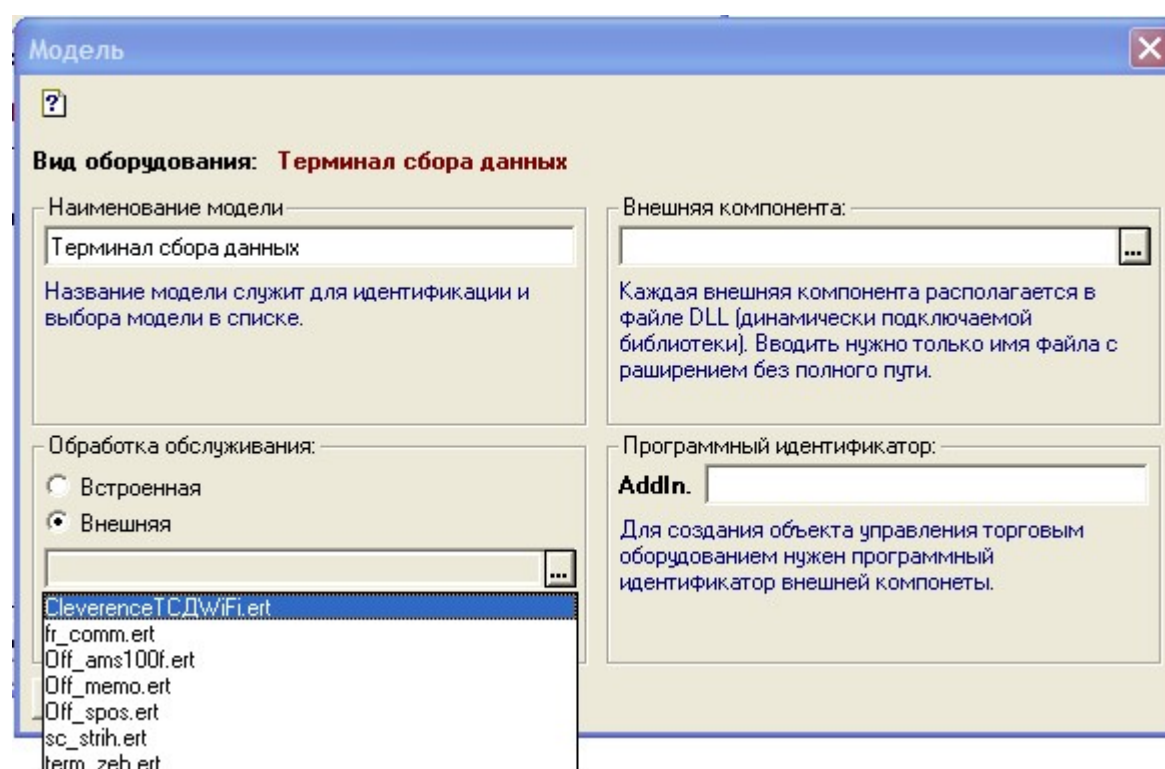 Модель
Вид оборудования: Терминал сбора данных
Наименование модели
Терминал сбора данных
Название модели служит для идентификации и
выбора модели в списке.
Внешняя компонента:
...
Каждая внешняя компонента располагается в
файле DLL (динамически подключаемой
библиотеки). Вводить нужно только имя файла с
раширением без полного пути.
Обработка обслуживания:
Встроенная
Внешняя
...
CleverenceТСДWiFi.ert
fr_comm.ert
Off_ams100f.ert
Off_memo.ert
Off_spos.ert
sc_strih.ert
term_zeb.ert
Программный идентификатор:
AddIn.
Для создания объекта управления торговым
оборудованием нужен программный
идентификатор внешней компонеты.